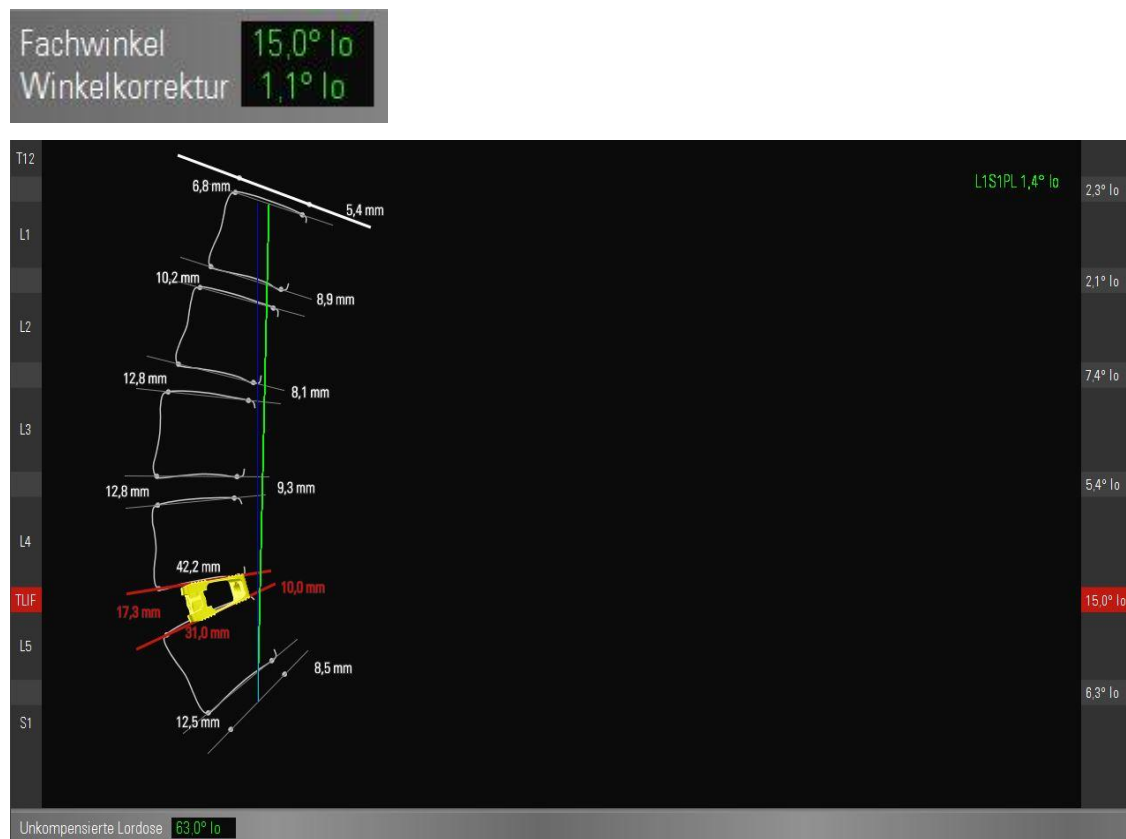 Fachwinkel 15,0° lo
Winkelkorrektur 1,1° lo
T12
6,8 mm
L1S1PL 1,4° lo
2,3° lo
5,4 mm
L1
10,2 mm
2,1° lo
8,9 mm
L2
12,8 mm
7,4° lo
8,1 mm
L3
12,8 mm
9,3 mm
5,4° lo
L4
42,2 mm
10,0 mm
TLIF
17,3 mm
15,0° lo
31,0 mm
L5
8,5 mm
6,3° lo
S1
12,5 mm
Unkompensierte Lordose 63,0° lo